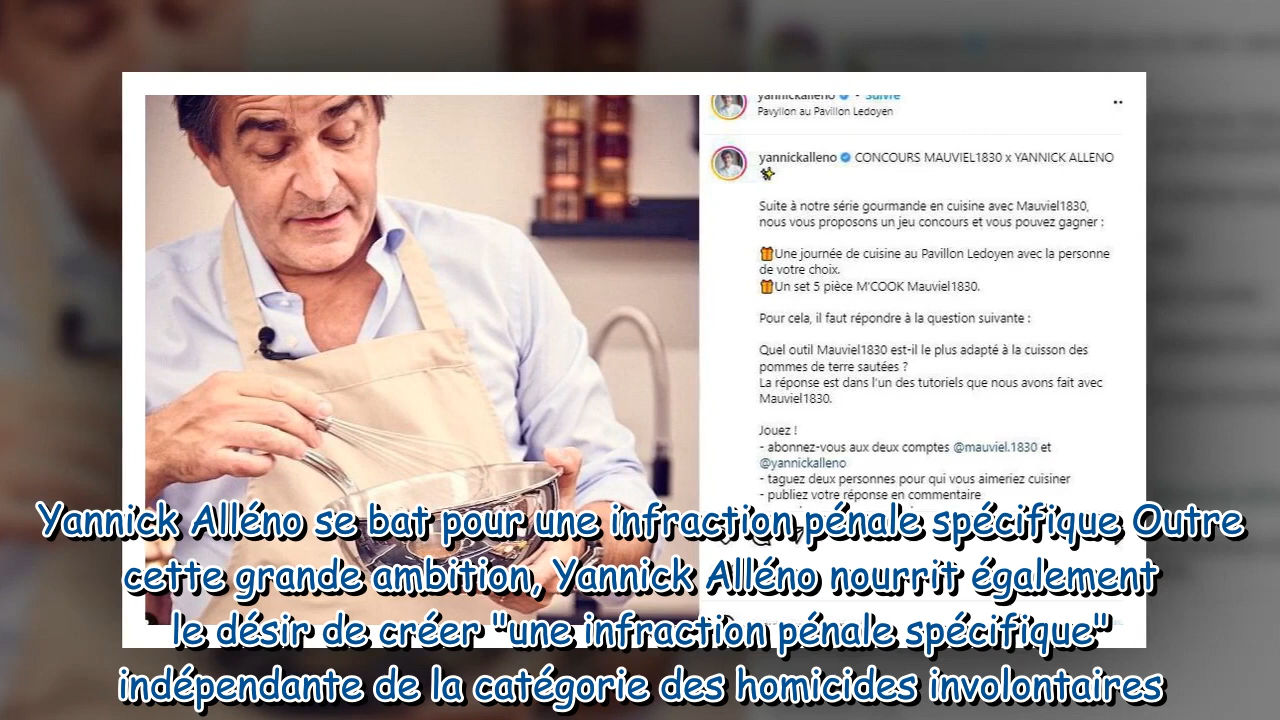 yannickalleno • Suivre
Pavyllon au Pavillon Ledoyen
yannickalleno CONCOURS MAUVIEL1830 x YANNICK ALLENO
✨
Suite à notre série gourmande en cuisine avec Mauviel1830,
nous vous proposons un jeu concours et vous pouvez gagner :
🎁Une journée de cuisine au Pavillon Ledoyen avec la personne
de votre choix.
🎁Un set 5 pièce M'COOK Mauviel1830.
Pour cela, il faut répondre à la question suivante :
Quel outil Mauviel1830 est-il le plus adapté à la cuisson des
pommes de terre sautées ?
La réponse est dans l'un des tutoriels que nous avons fait avec
Mauviel1830.
Jouez !
- abonnez-vous aux deux comptes @mauviel.1830 et
@yannickalleno
- taguez deux personnes pour qui vous aimeriez cuisiner
- publiez votre réponse en commentaire
Yannick Alléno se bat pour une infraction pénale spécifique Outre
cette grande ambition, Yannick Alléno nourrit également
le désir de créer "une infraction pénale spécifique"
indépendante de la catégorie des homicides involontaires